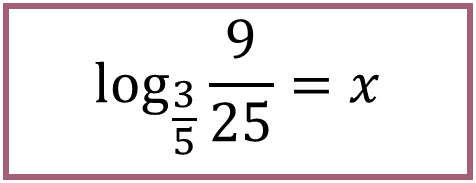 log_{3/5} 9/25 = x